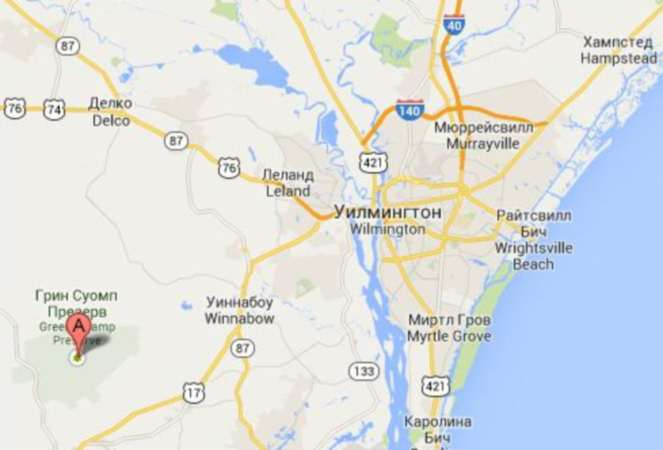 40
87
Хампстед
Hampstead
76
74
Делко
Delco
140
Мюррейсвилл
Murrayville
87
421
76
Леланд
Leland
Уилмингтон
Wilmington
Райтсвилл
Бич
Wrightsville
Beach
Грин Суомп
Презерв
A
Уиннабоу
Winnabow
Миртл Гров
Myrtle Grove
87
133
17
421
Каролина
Бич